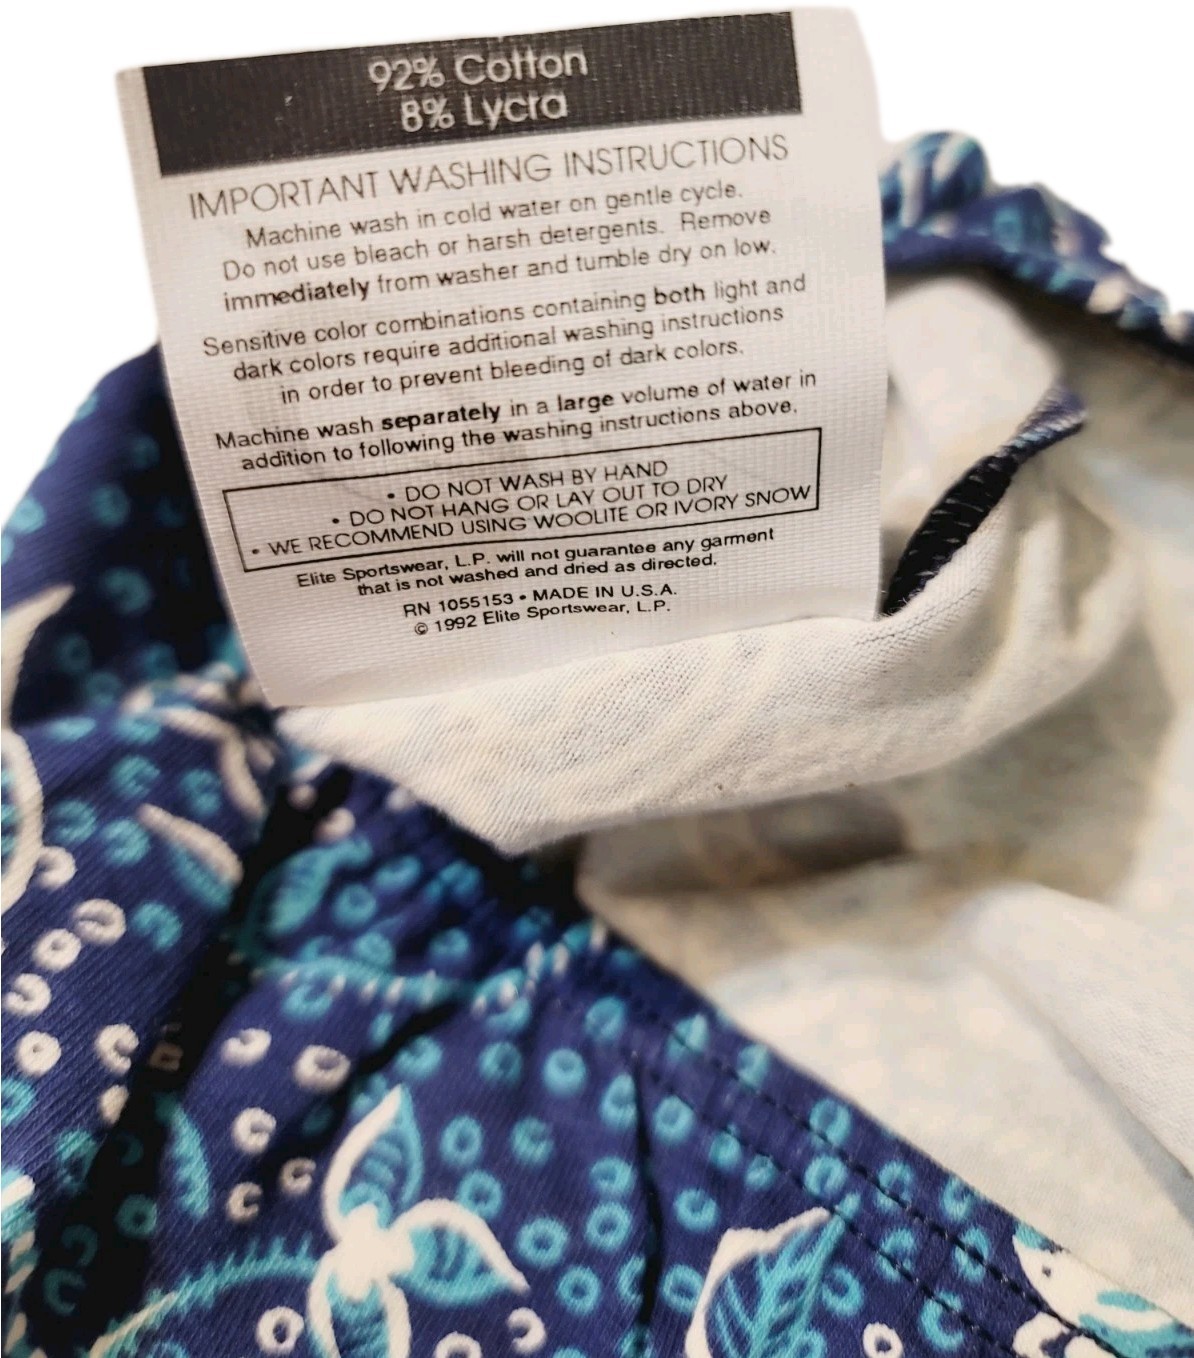 92% Cotton
8% Lycra
IMPORTANT WASHING INSTRUCTIONS
Machine wash in cold water on gentle cycle.
Do not use bleach or harsh detergents. Remove
immediately from washer and tumble dry on low.
Sensitive color combinations containing both light and
dark colors require additional washing instructions
in order to prevent bleeding of dark colors.
Machine wash separately in a large volume of water in
addition to following the washing instructions above.
• DO NOT WASH BY HAND
• DO NOT HANG OR LAY OUT TO DRY
• WE RECOMMEND USING WOOLITE OR IVORY SNOW
Elite Sportswear, L.P. will not guarantee any garment
that is not washed and dried as directed.
RN 1055153 • MADE IN U.S.A.
© 1992 Elite Sportswear, L.P.